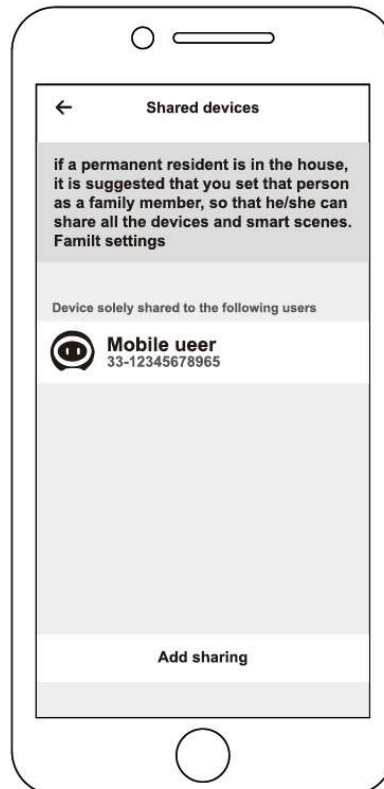 Shared devices
if a permanent resident is in the house,
it is suggested that you set that person
as a family member, so that he/she can
share all the devices and smart scenes.
Familt settings
Device solely shared to the following users
Mobile ueer
33-12345678965
Add sharing